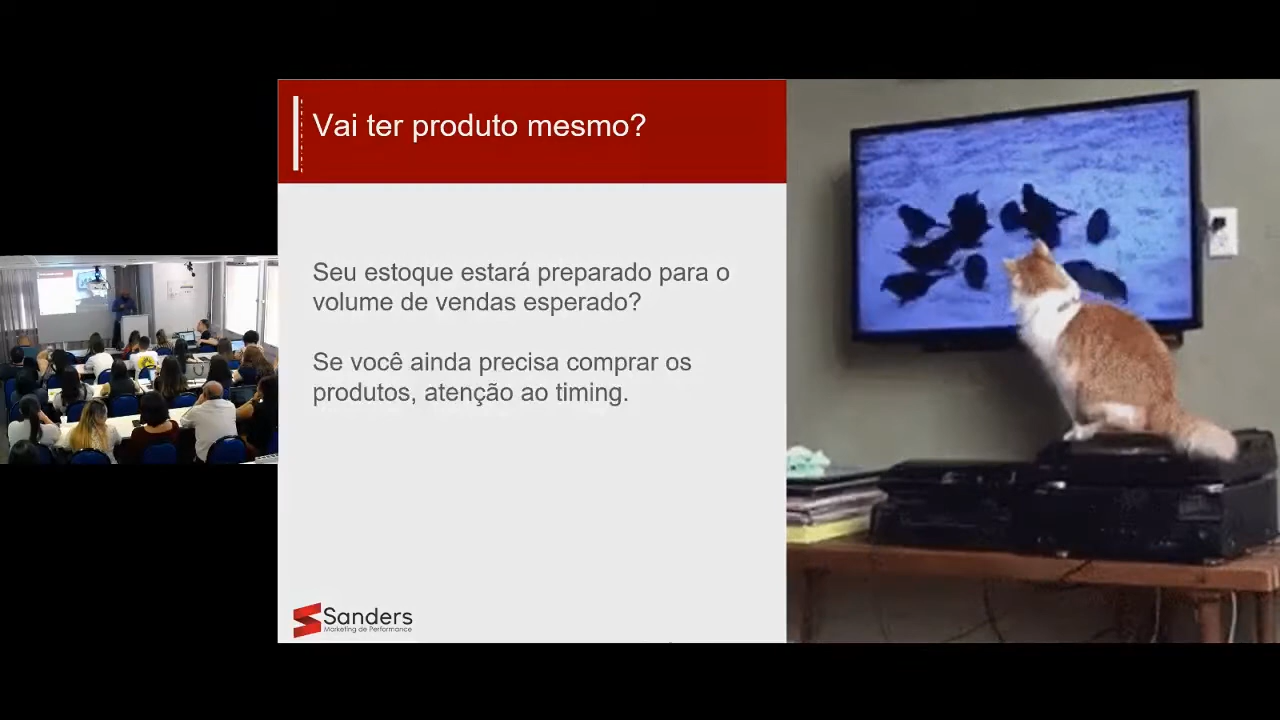 Vai ter produto mesmo?
Seu estoque estará preparado para o
volume de vendas esperado?
Se você ainda precisa comprar os
produtos, atenção ao timing.
Sanders
Marketing de Performance